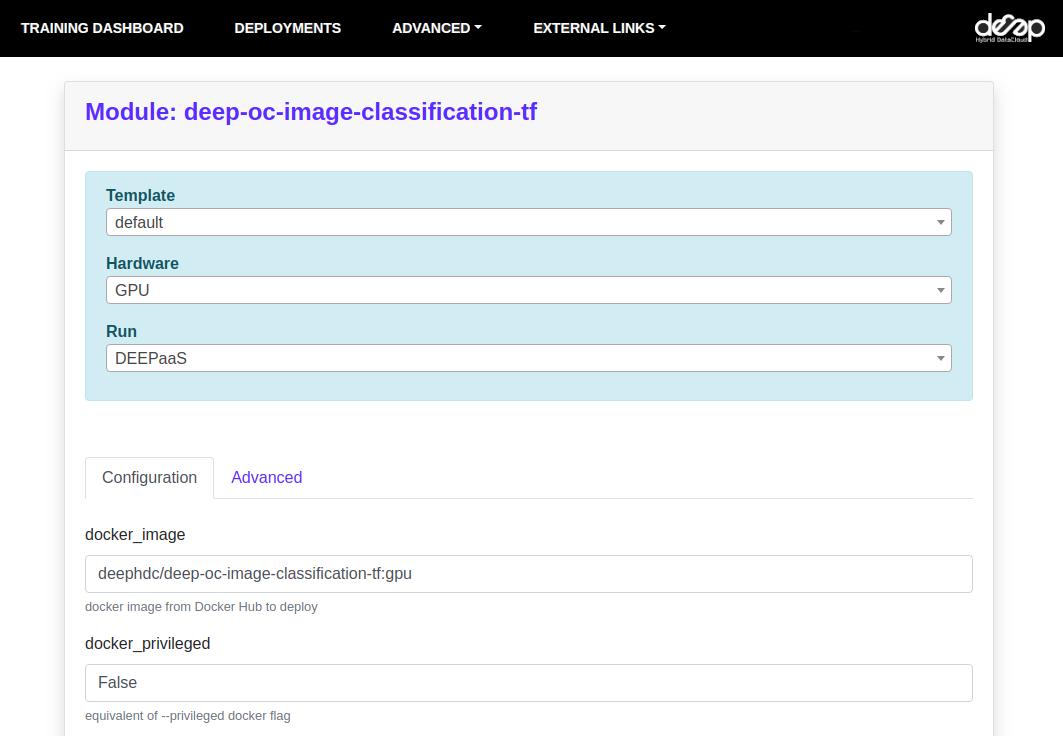 TRAINING DASHBOARD DEPLOYMENTS ADVANCED EXTERNAL LINKS deep
Hybrid DataCloud
Module: deep-oc-image-classification-tf
Template
default
Hardware
GPU
Run
DEEPaaS
Configuration Advanced
docker_image
deephdc/deep-oc-image-classification-tf:gpu
docker image from Docker Hub to deploy
docker_privileged
False
equivalent of --privileged docker flag